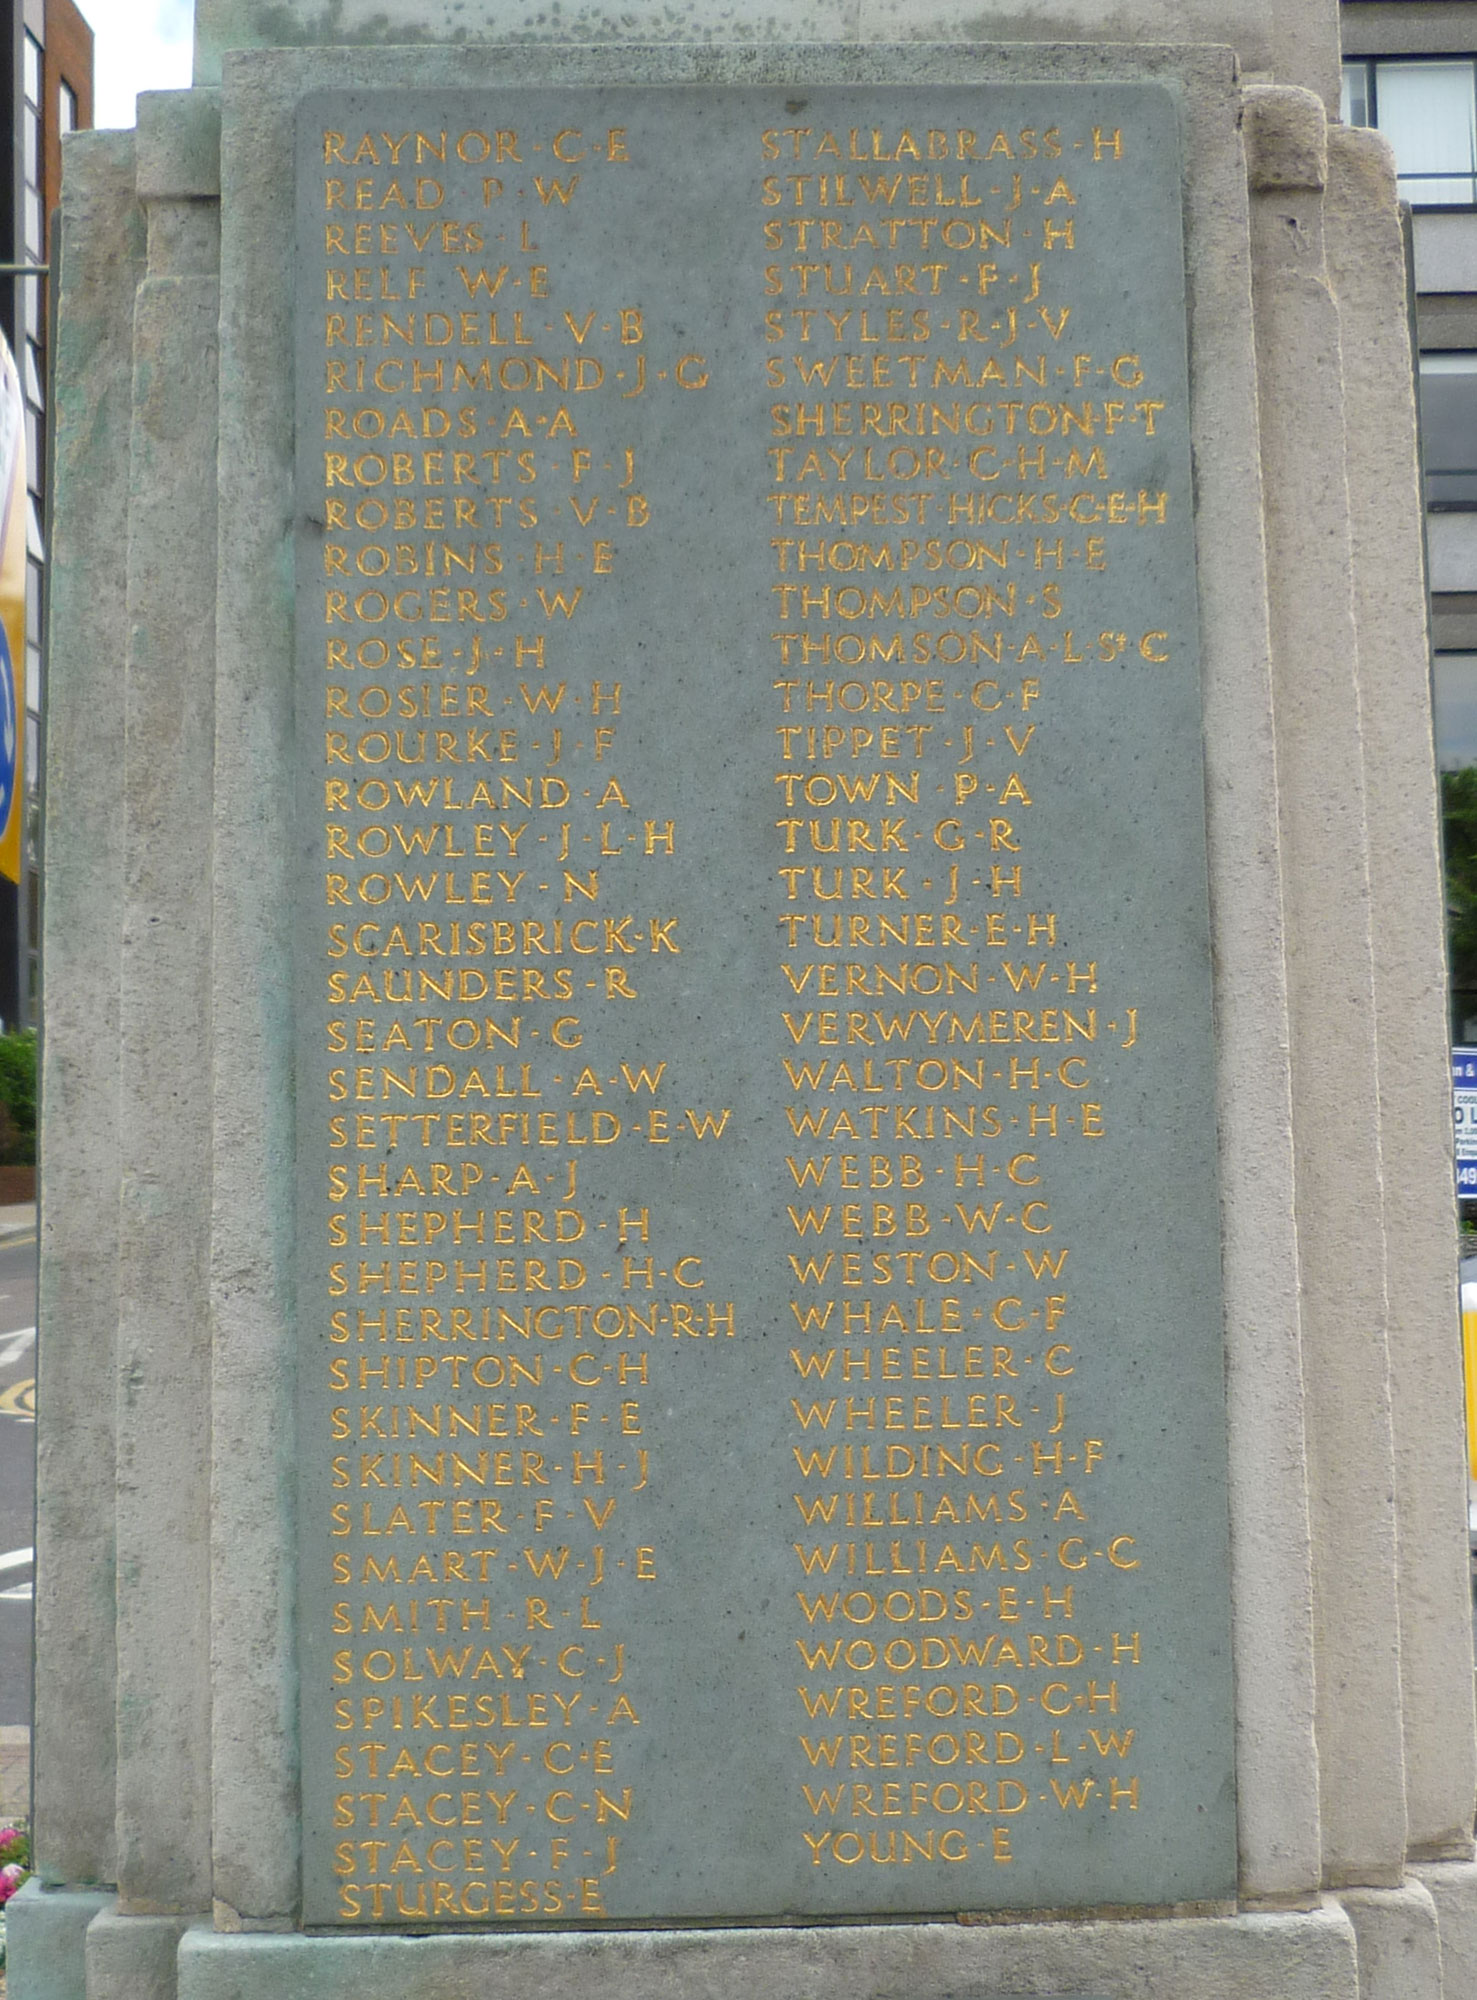 RAYNOR·C·E
READ·P·W
REEVES·L
RELF·W·E
RENDELL·V·B
RICHMOND·J·G
ROADS·A·A
ROBERTS·F·J
ROBERTS·V·B
ROBINS·H·E
ROGERS·W
ROSE·J·H
ROSIER·W·H
ROURKE·J·F
ROWLAND·A
ROWLEY·J·L·H
ROWLEY·N
SCARISBRICK·K
SAUNDERS·R
SEATON·G
SENDALL·A·W
SETTERFIELD·E·W
SHARP·A·J
SHEPHERD·H
SHEPHERD·H·C
SHERRINGTON·R·H
SHIPTON·C·H
SKINNER·F·E
SKINNER·H·J
SLATER·F·V
SMART·W·J·E
SMITH·R·L
SOLWAY·C·J
SPIKESLEY·A
STACEY·C·E
STACEY·C·N
STACEY·F·J
STURGESS·E
STALLABRASS·H
STILWELL·J·A
STRATTON·H
STUART·F·J
STYLES·R·J·V
SWEETMAN·F·G
SHERRINGTON·F·T
TAYLOR·C·H·M
TEMPEST·HICKS·C·E·H
THOMPSON·H·E
THOMPSON·S
THOMSON·A·L·St·C
THORPE·C·F
TIPPET·J·V
TOWN·P·A
TURK·G·R
TURK·J·H
TURNER·E·H
VERNON·W·H
VERWYMEREN·J
WALTON·H·C
WATKINS·H·E
WEBB·H·C
WEBB·W·C
WESTON·W
WHALE·G·F
WHEELER·C
WHEELER·J
WILDING·H·F
WILLIAMS·A
WILLIAMS·G·C
WOODS·E·H
WOODWARD·H
WREFORD·C·H
WREFORD·L·W
WREFORD·W·H
YOUNG·E